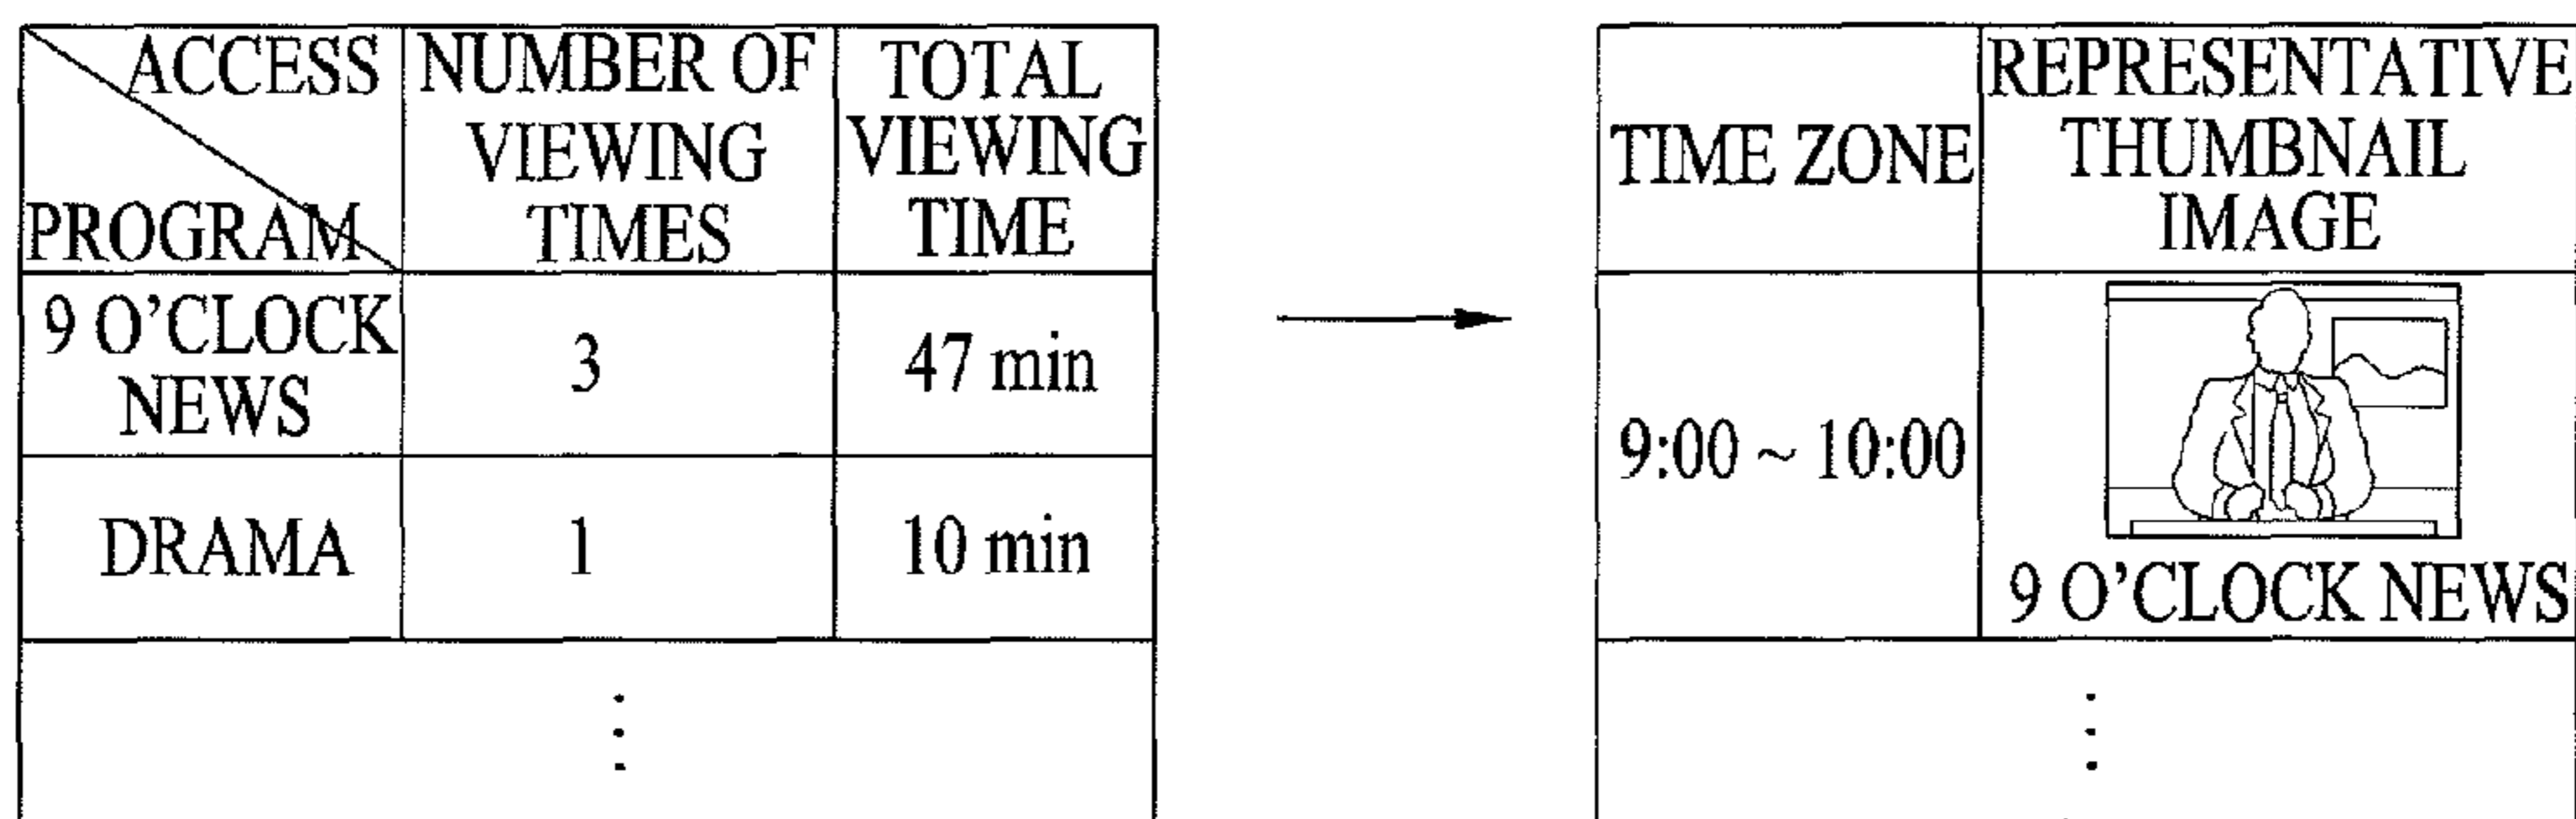 ACCESS
PROGRAM
NUMBER OF
VIEWING
TIMES
TOTAL
VIEWING
TIME
9 O'CLOCK
NEWS
3
47 min
DRAMA
1
10 min
TIME ZONE
REPRESENTATIVE
THUMBNAIL
IMAGE
9:00 ~ 10:00
9 O'CLOCK NEWS